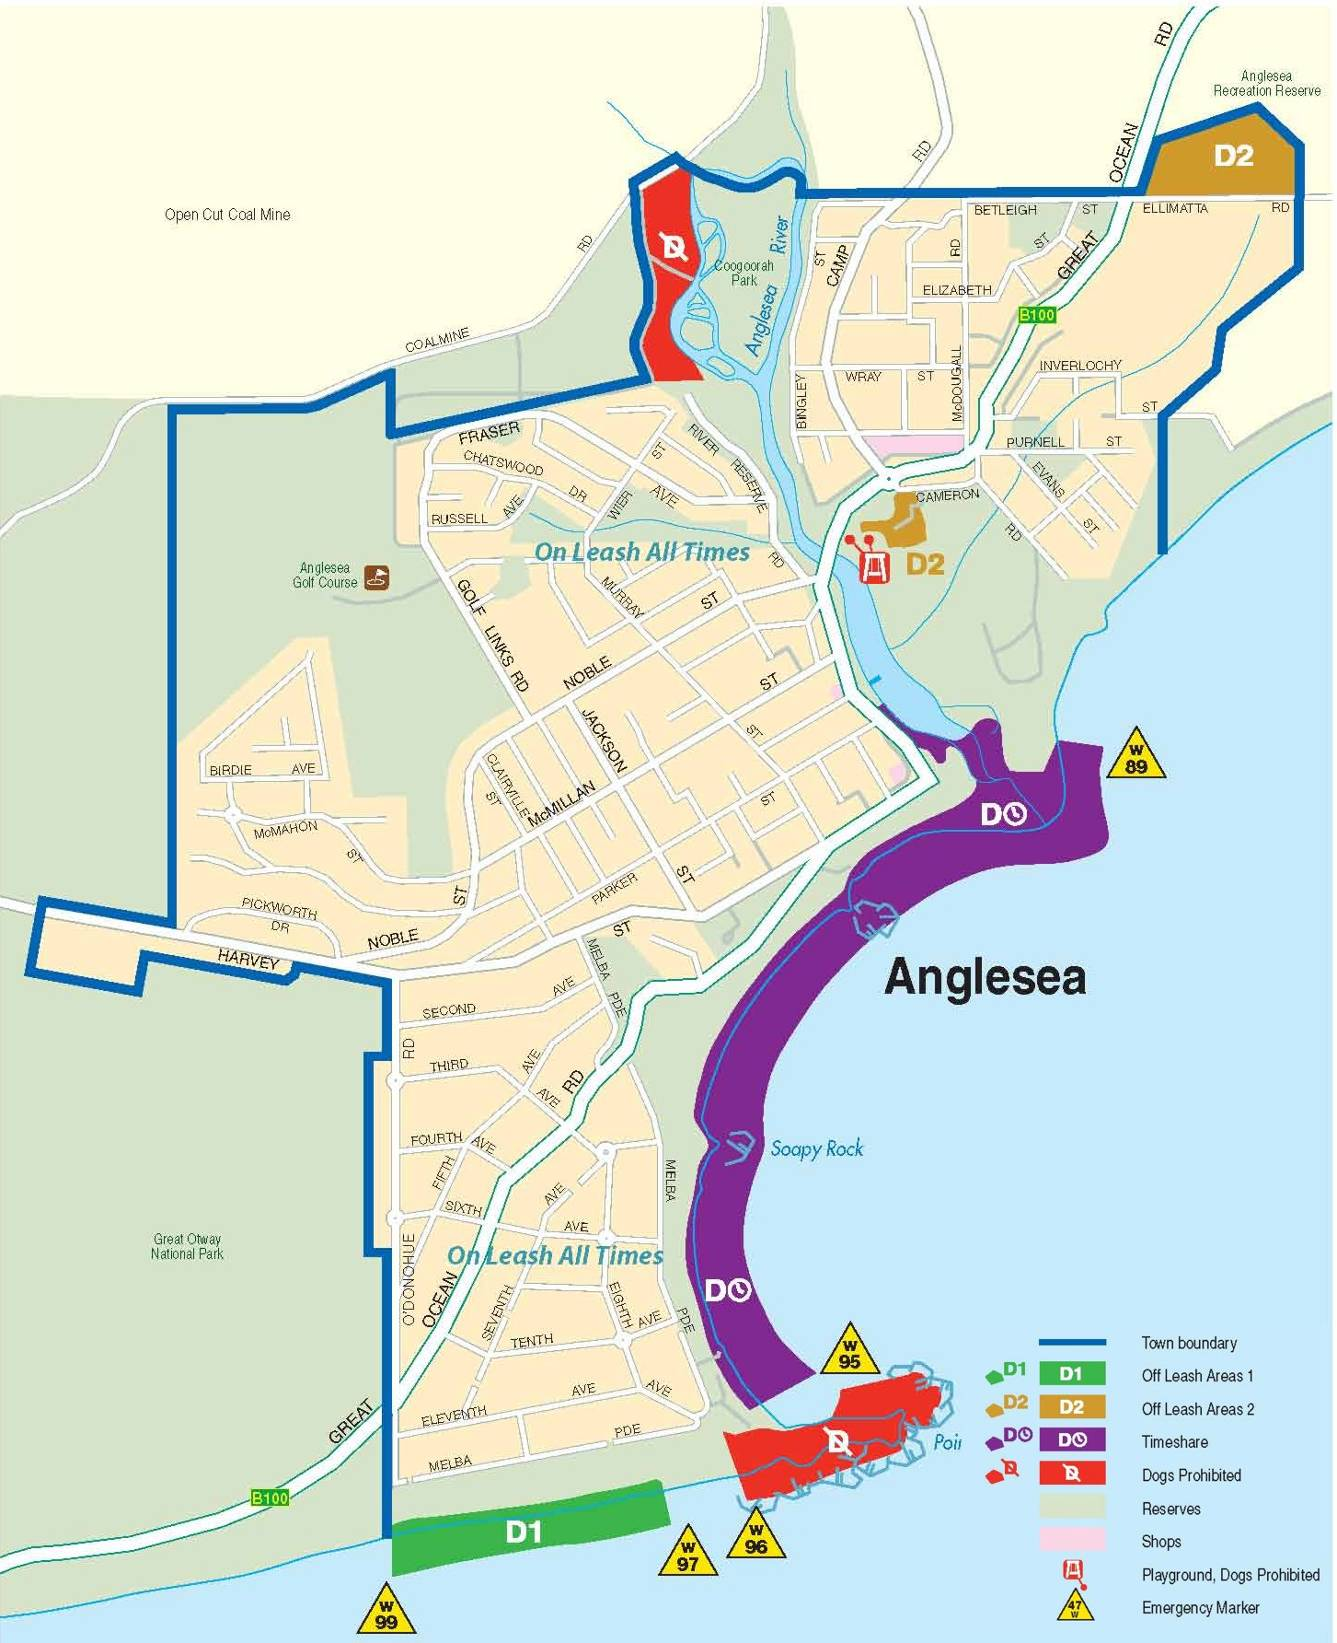 RD
Anglesea
Recreation Reserve
OCEAN
D2
RD
Open Cut Coal Mine
BETLEIGH
ST
ELLIMATTA
RD
RD
River
ST
CAMP
RD
ST
GREAT
Coogoorah
Park
Anglesea
ELIZABETH
B100
COALMINE
INVERLOCHY
WRAY
ST
McDOUGALL
BINGLEY
ST
FRASER
RIVER
RESERVE
RD
ST
PURNELL
ST
CHATSWOOD
DR
WIER
AVE
EVANS
ST
RUSSELL
AVE
CAMERON
RD
On Leash All Times
D2
Anglesea
Golf Course
GOLF LINKS RD
MURRAY
ST
ST
NOBLE
ST
JACKSON
ST
W
89
BIRDIE
AVE
CLAIRVILLE
ST
McMILLAN
ST
D
McMAHON
ST
PARKER
ST
ST
PICKWORTH
DR
NOBLE
ST
HARVEY
MELBA
PDE
Anglesea
SECOND
AVE
RD
THIRD
AVE
AVE
RD
FOURTH
AVE
Soapy Rock
FIFTH
MELBA
AVE
SIXTH
AVE
On Leash All Times
Great Otway
National Park
O'DONOHUE
OCEAN
SEVENTH
EIGHTH
AVE
PDE
D
TENTH
W
95
AVE
AVE
ELEVENTH
GREAT
PDE
MELBA
D
Poin
B100
D1
W
96
W
97
W
99
Town boundary
D1
D1
Off Leash Areas 1
D2
D2
Off Leash Areas 2
D
D
Timeshare
D
D
Dogs Prohibited
Reserves
Shops
Playground, Dogs Prohibited
47
W
Emergency Marker